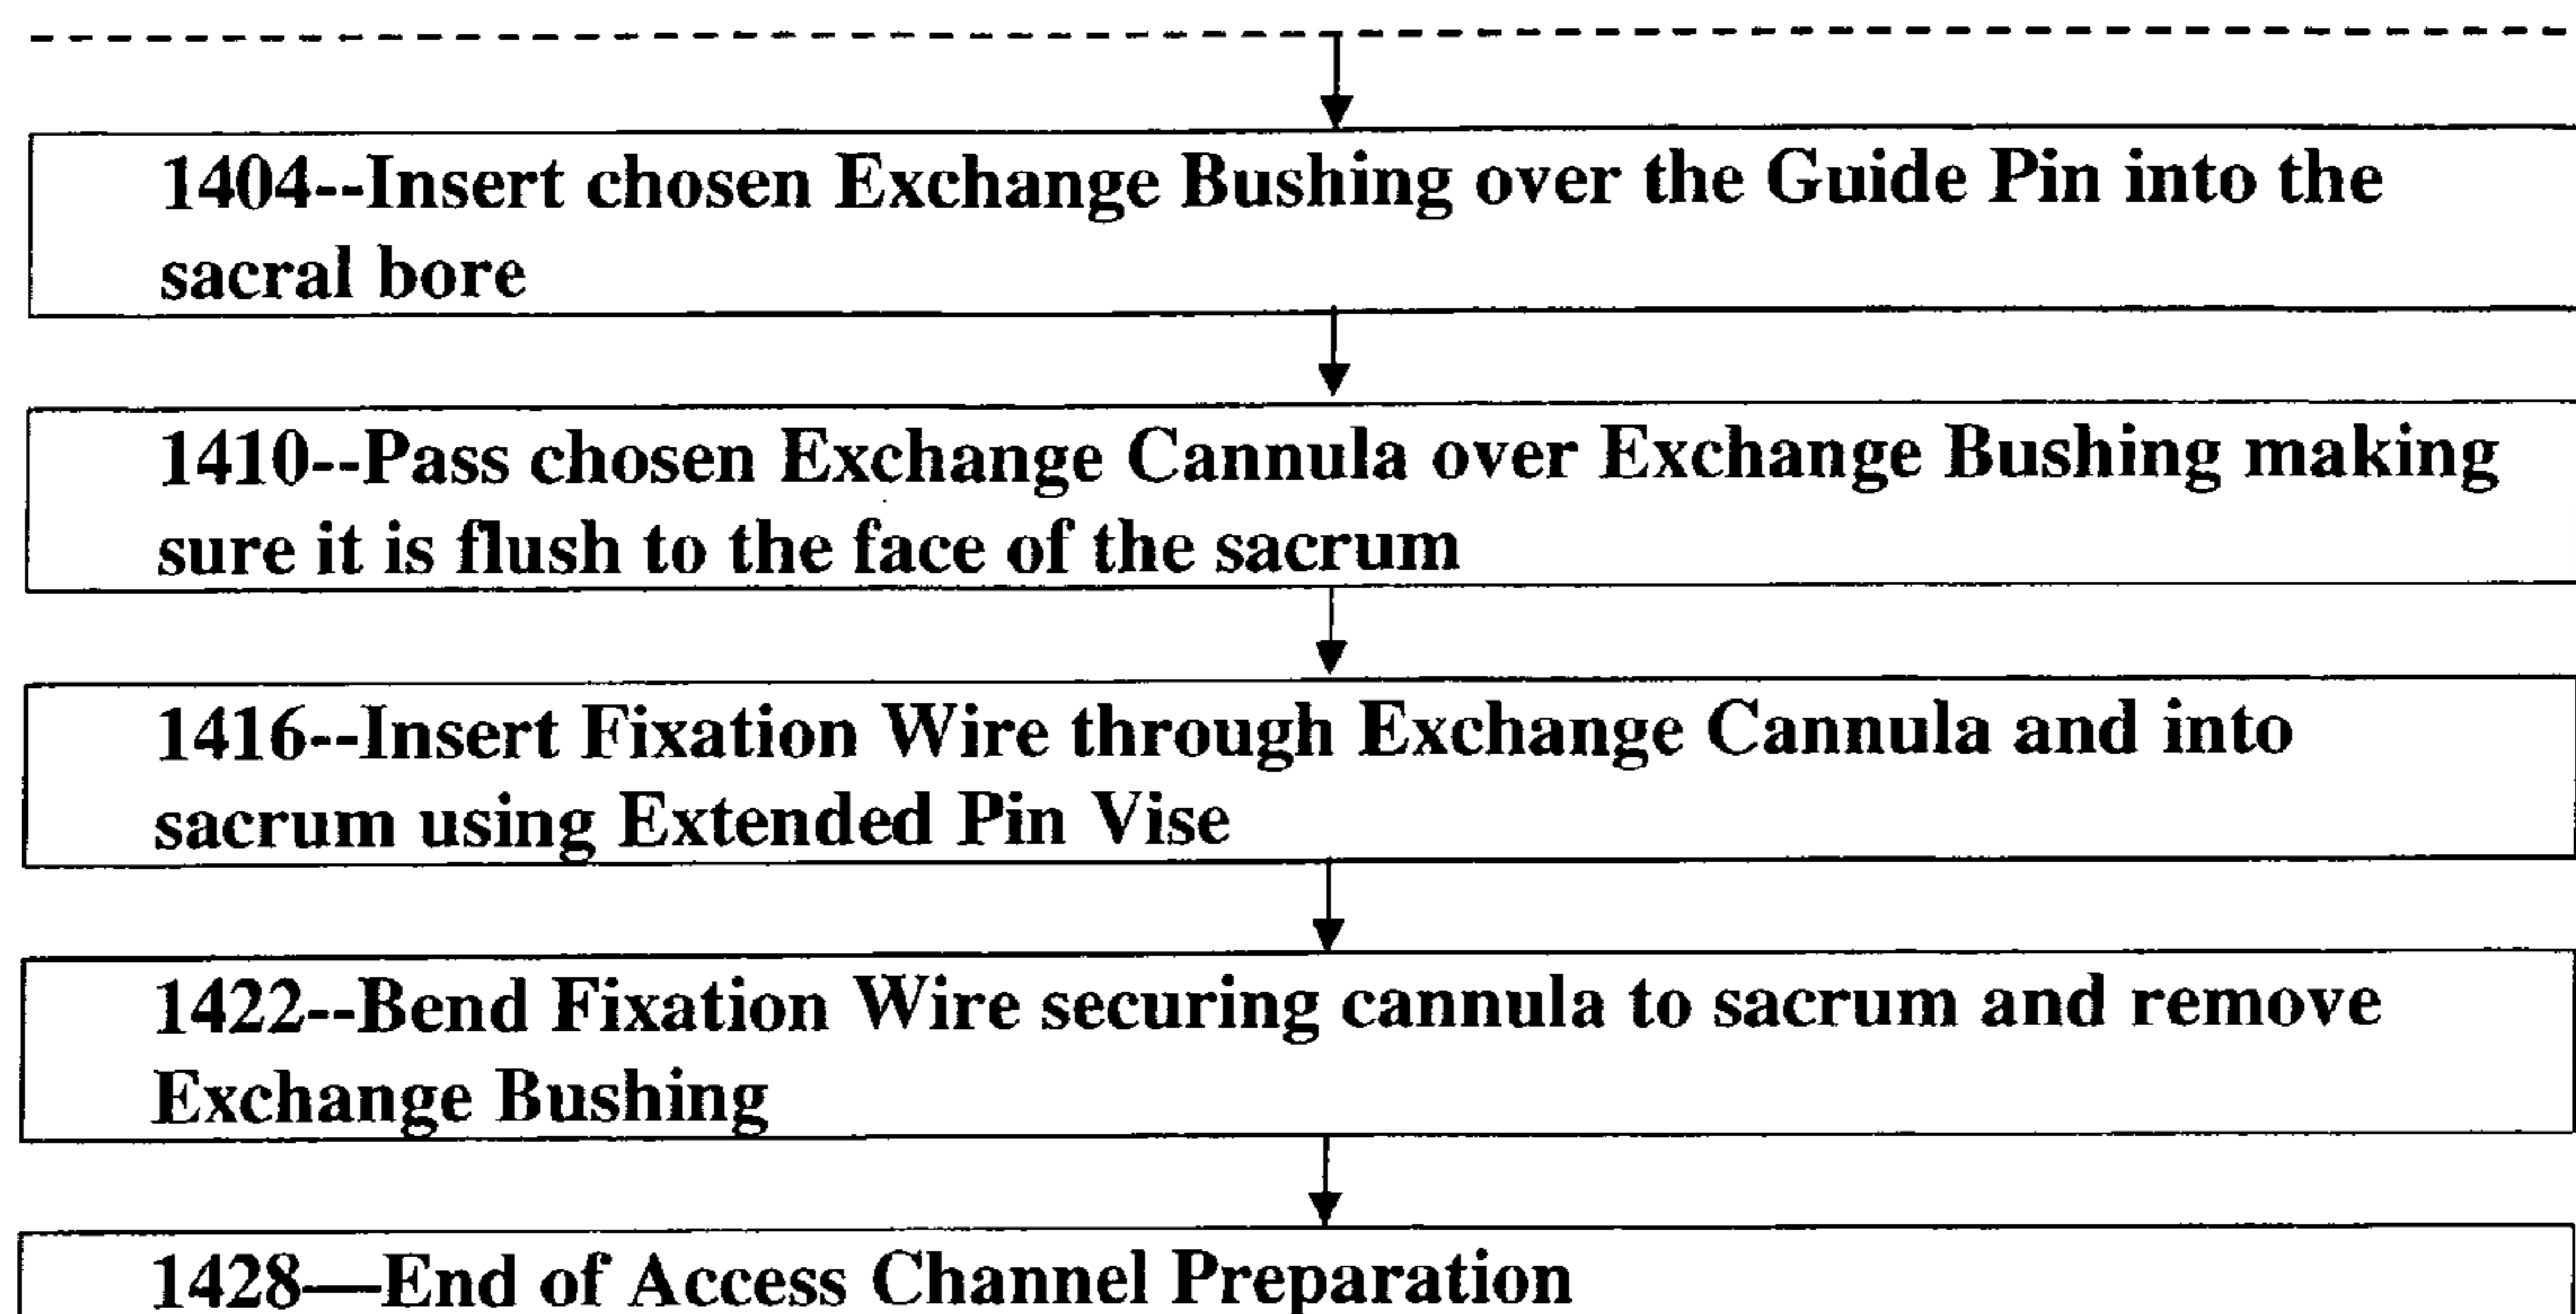 1404--Insert chosen Exchange Bushing over the Guide Pin into the
sacral bore
1410--Pass chosen Exchange Cannula over Exchange Bushing making
sure it is flush to the face of the sacrum
1416--Insert Fixation Wire through Exchange Cannula and into
sacrum using Extended Pin Vise
1422--Bend Fixation Wire securing cannula to sacrum and remove
Exchange Bushing
1428—End of Access Channel Preparation